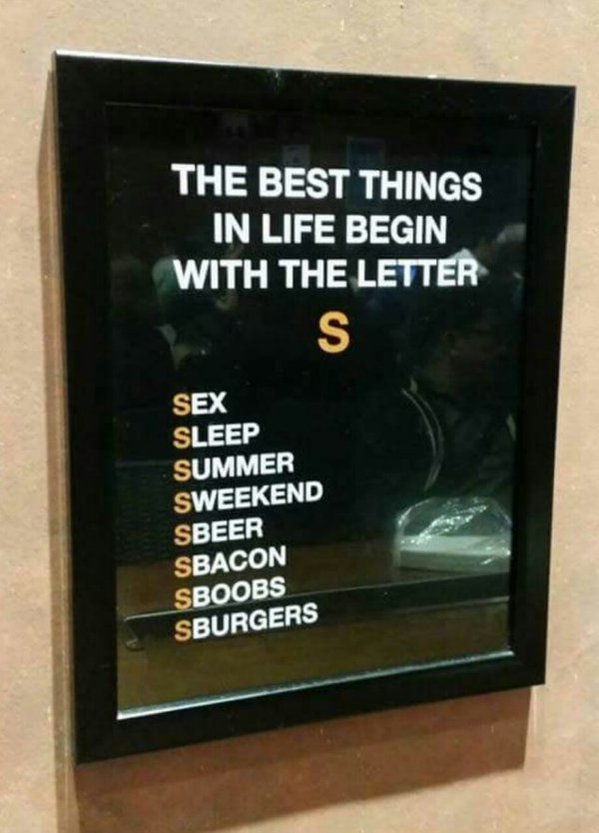 THE BEST THINGS
IN LIFE BEGIN
WITH THE LETTER
S
SEX
SLEEP
SUMMER
SWEEKEND
SBEER
SBACON
SBOOBS
SBURGERS